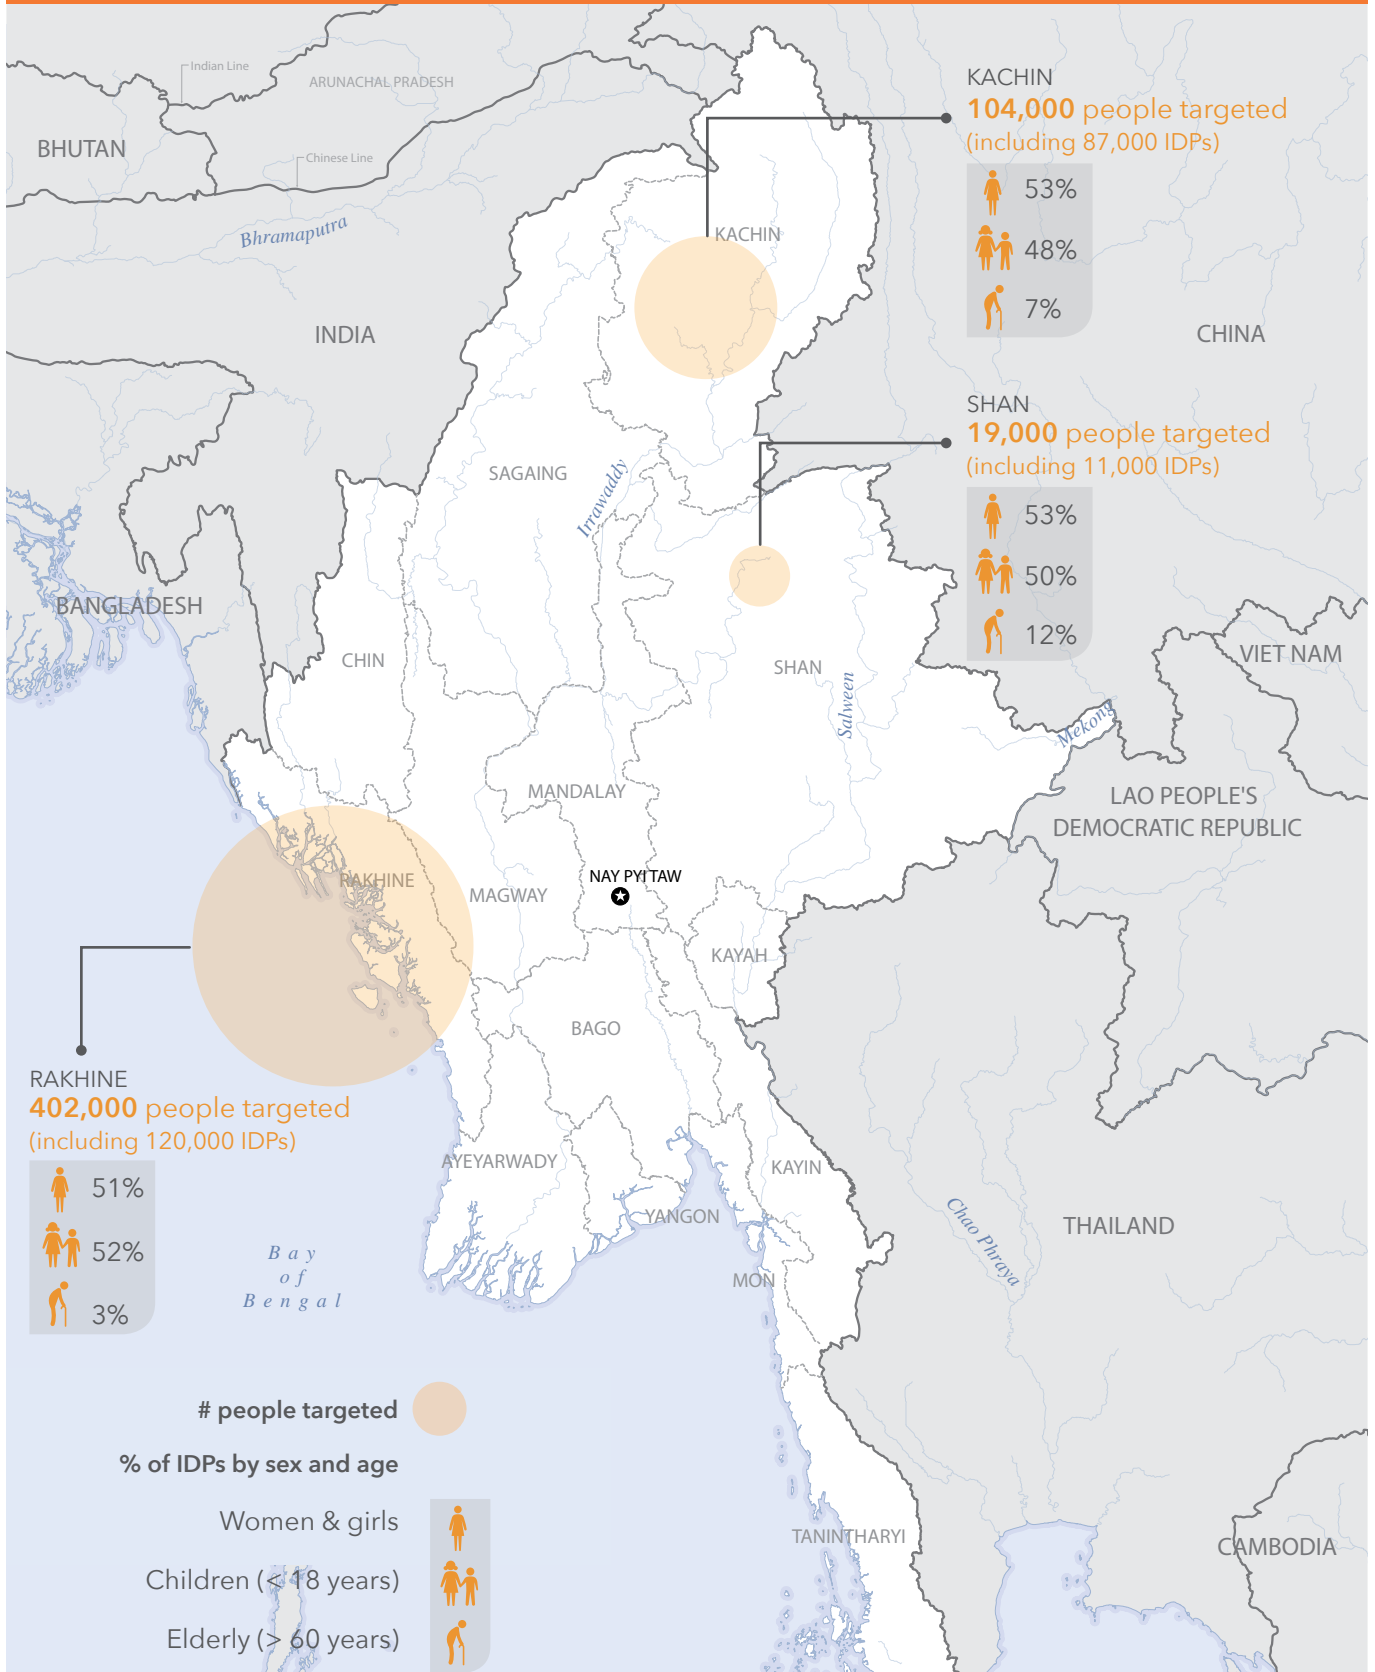 Indian Line
ARUNACHAL PRADESH
BHUTAN
Chinese Line
Bhramaputra
INDIA
KACHIN
104,000 people targeted
(including 87,000 IDPs)
53%
48%
7%
KACHIN
CHINA
SHAN
19,000 people targeted
(including 11,000 IDPs)
53%
50%
12%
SAGAING
Irrawaddy
BANGLADESH
CHIN
SHAN
Salween
VIET NAM
Mekong
MANDALAY
LAO PEOPLE'S
DEMOCRATIC REPUBLIC
RAKHINE
MAGWAY
NAY PYI TAW
KAYAH
BAGO
RAKHINE
402,000 people targeted
(including 120,000 IDPs)
51%
52%
3%
AYEYARWADY
KAYIN
YANGON
Chao Phraya
THAILAND
Bay
of
Bengal
MON
# people targeted
% of IDPs by sex and age
Women & girls
Children (< 18 years)
Elderly (> 60 years)
TANINTHARYI
CAMBODIA